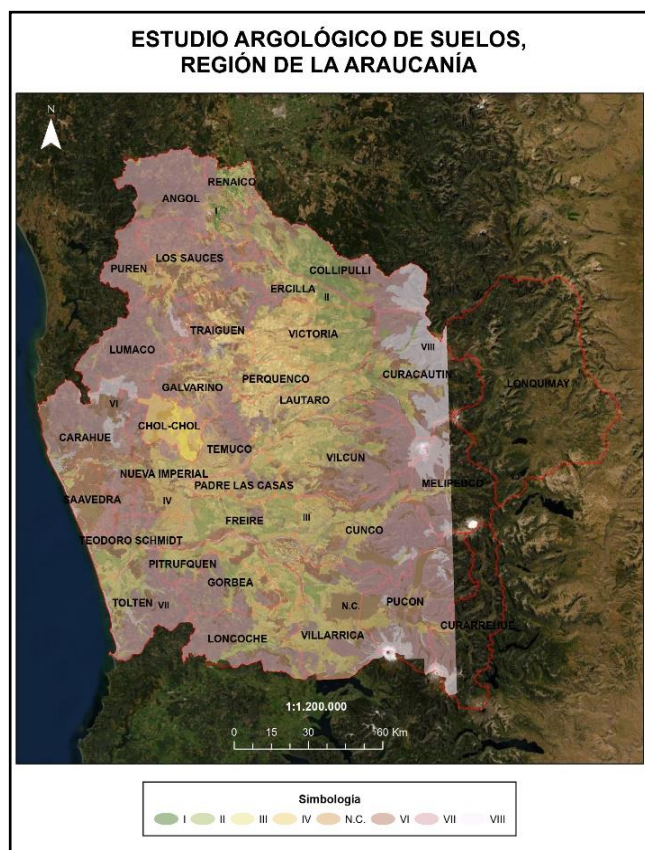 ESTUDIO ARGOLÓGICO DE SUELOS,
REGIÓN DE LA ARAUCANÍA
N
RENAICO
ANGOL
I
LOS SAUCES
PUREN
COLLIPULLI
ERCILLA
II
TRAIGUEN
VICTORIA
LUMACO
VIII
PERQUENCO
CURACAUTIN
LONQUIMAY
GALVARINO
LAUTARO
VI
CHOL-CHOL
CARAHUE
TEMUCO
VILCUN
NUEVA IMPERIAL
MELIPEUCO
PADRE LAS CASAS
SAAVEDRA
IV
FREIRE
III
CUNCO
TEODORO SCHMIDT
PITRUFQUEN
GORBEA
TOLTEN
VII
N.C.
PUCON
CURARREHUE
LONCOCHE
VILLARRICA
1:1.200.000
0 15 30 60 Km
Simbología
I II III IV N.C. VI VII VIII